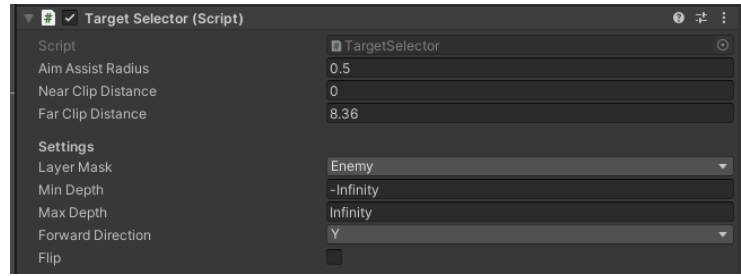 Target Selector (Script)
Script TargetSelector
Aim Assist Radius 0.5
Near Clip Distance 0
Far Clip Distance 8.36
Settings
Layer Mask Enemy
Min Depth -Infinity
Max Depth Infinity
Forward Direction Y
Flip